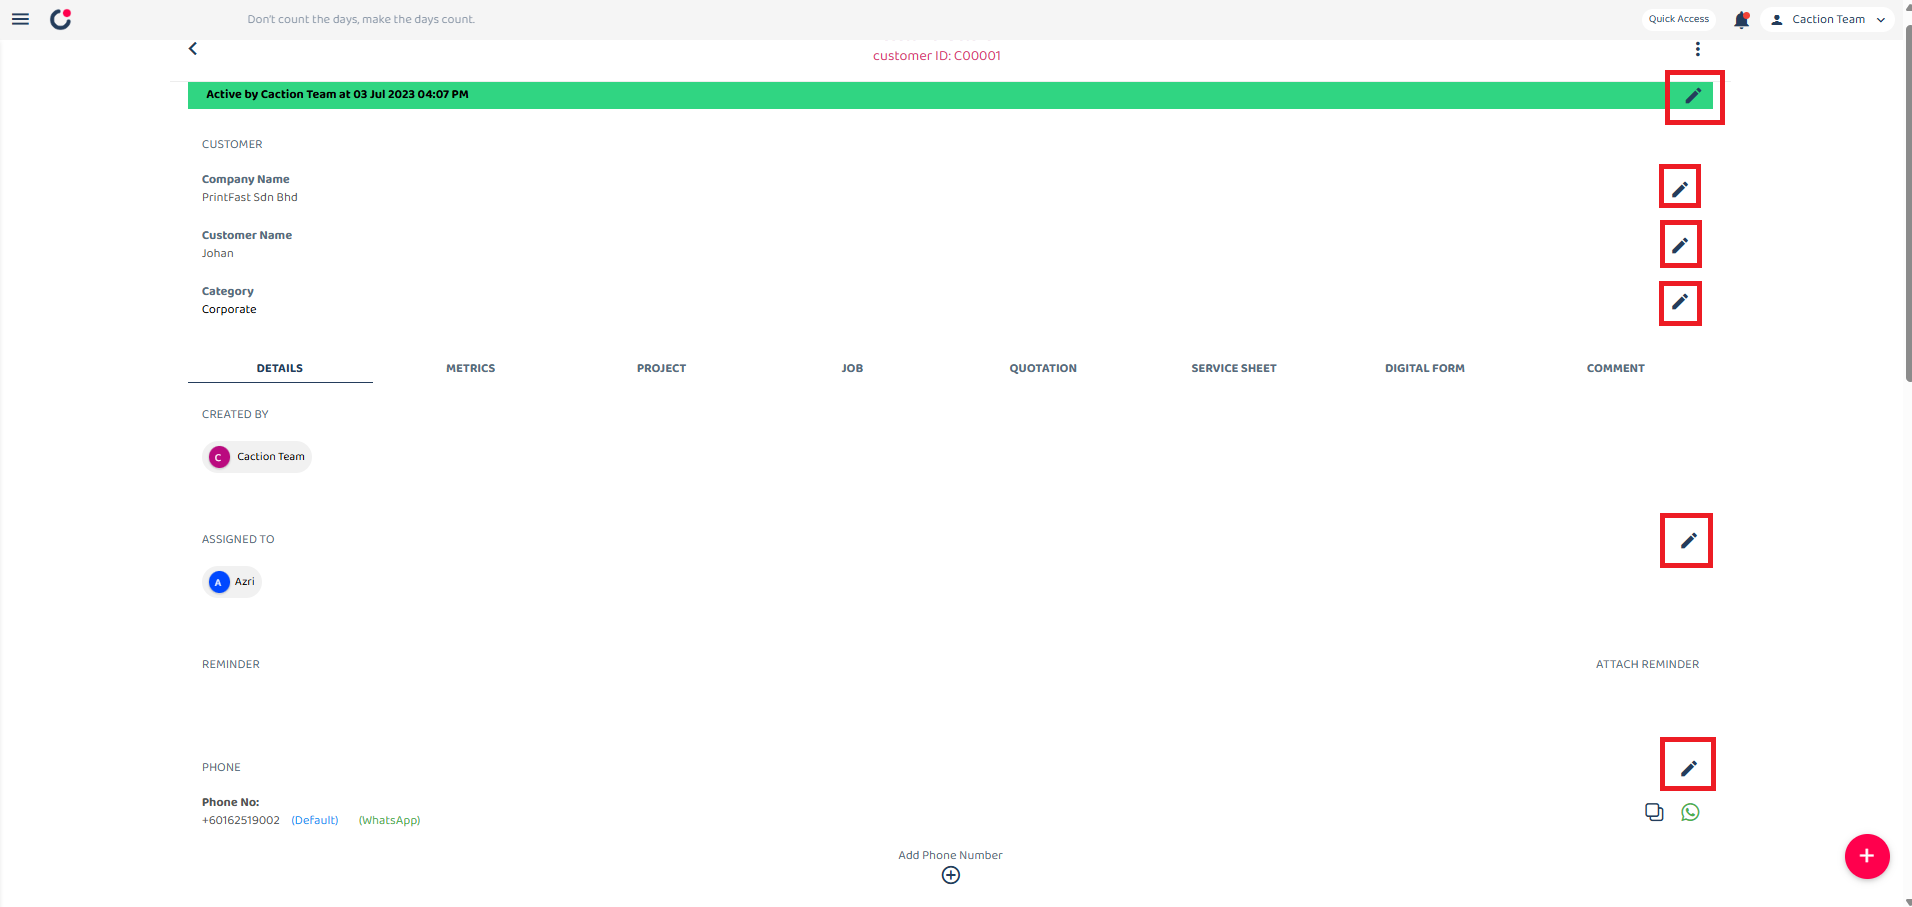 Don't count the days, make the days count.
Quick Access
Caction Team
customer ID: C00001
Active by Caction Team at 03 Jul 2023 04:07 PM
CUSTOMER
Company Name
PrintFast Sdn Bhd
Customer Name
Johan
Category
Corporate
DETAILS METRICS PROJECT JOB QUOTATION SERVICE SHEET DIGITAL FORM COMMENT
CREATED BY
C Caction Team
ASSIGNED TO
A Azri
REMINDER ATTACH REMINDER
PHONE
Phone No:
+60162519002 (Default) (WhatsApp)
Add Phone Number